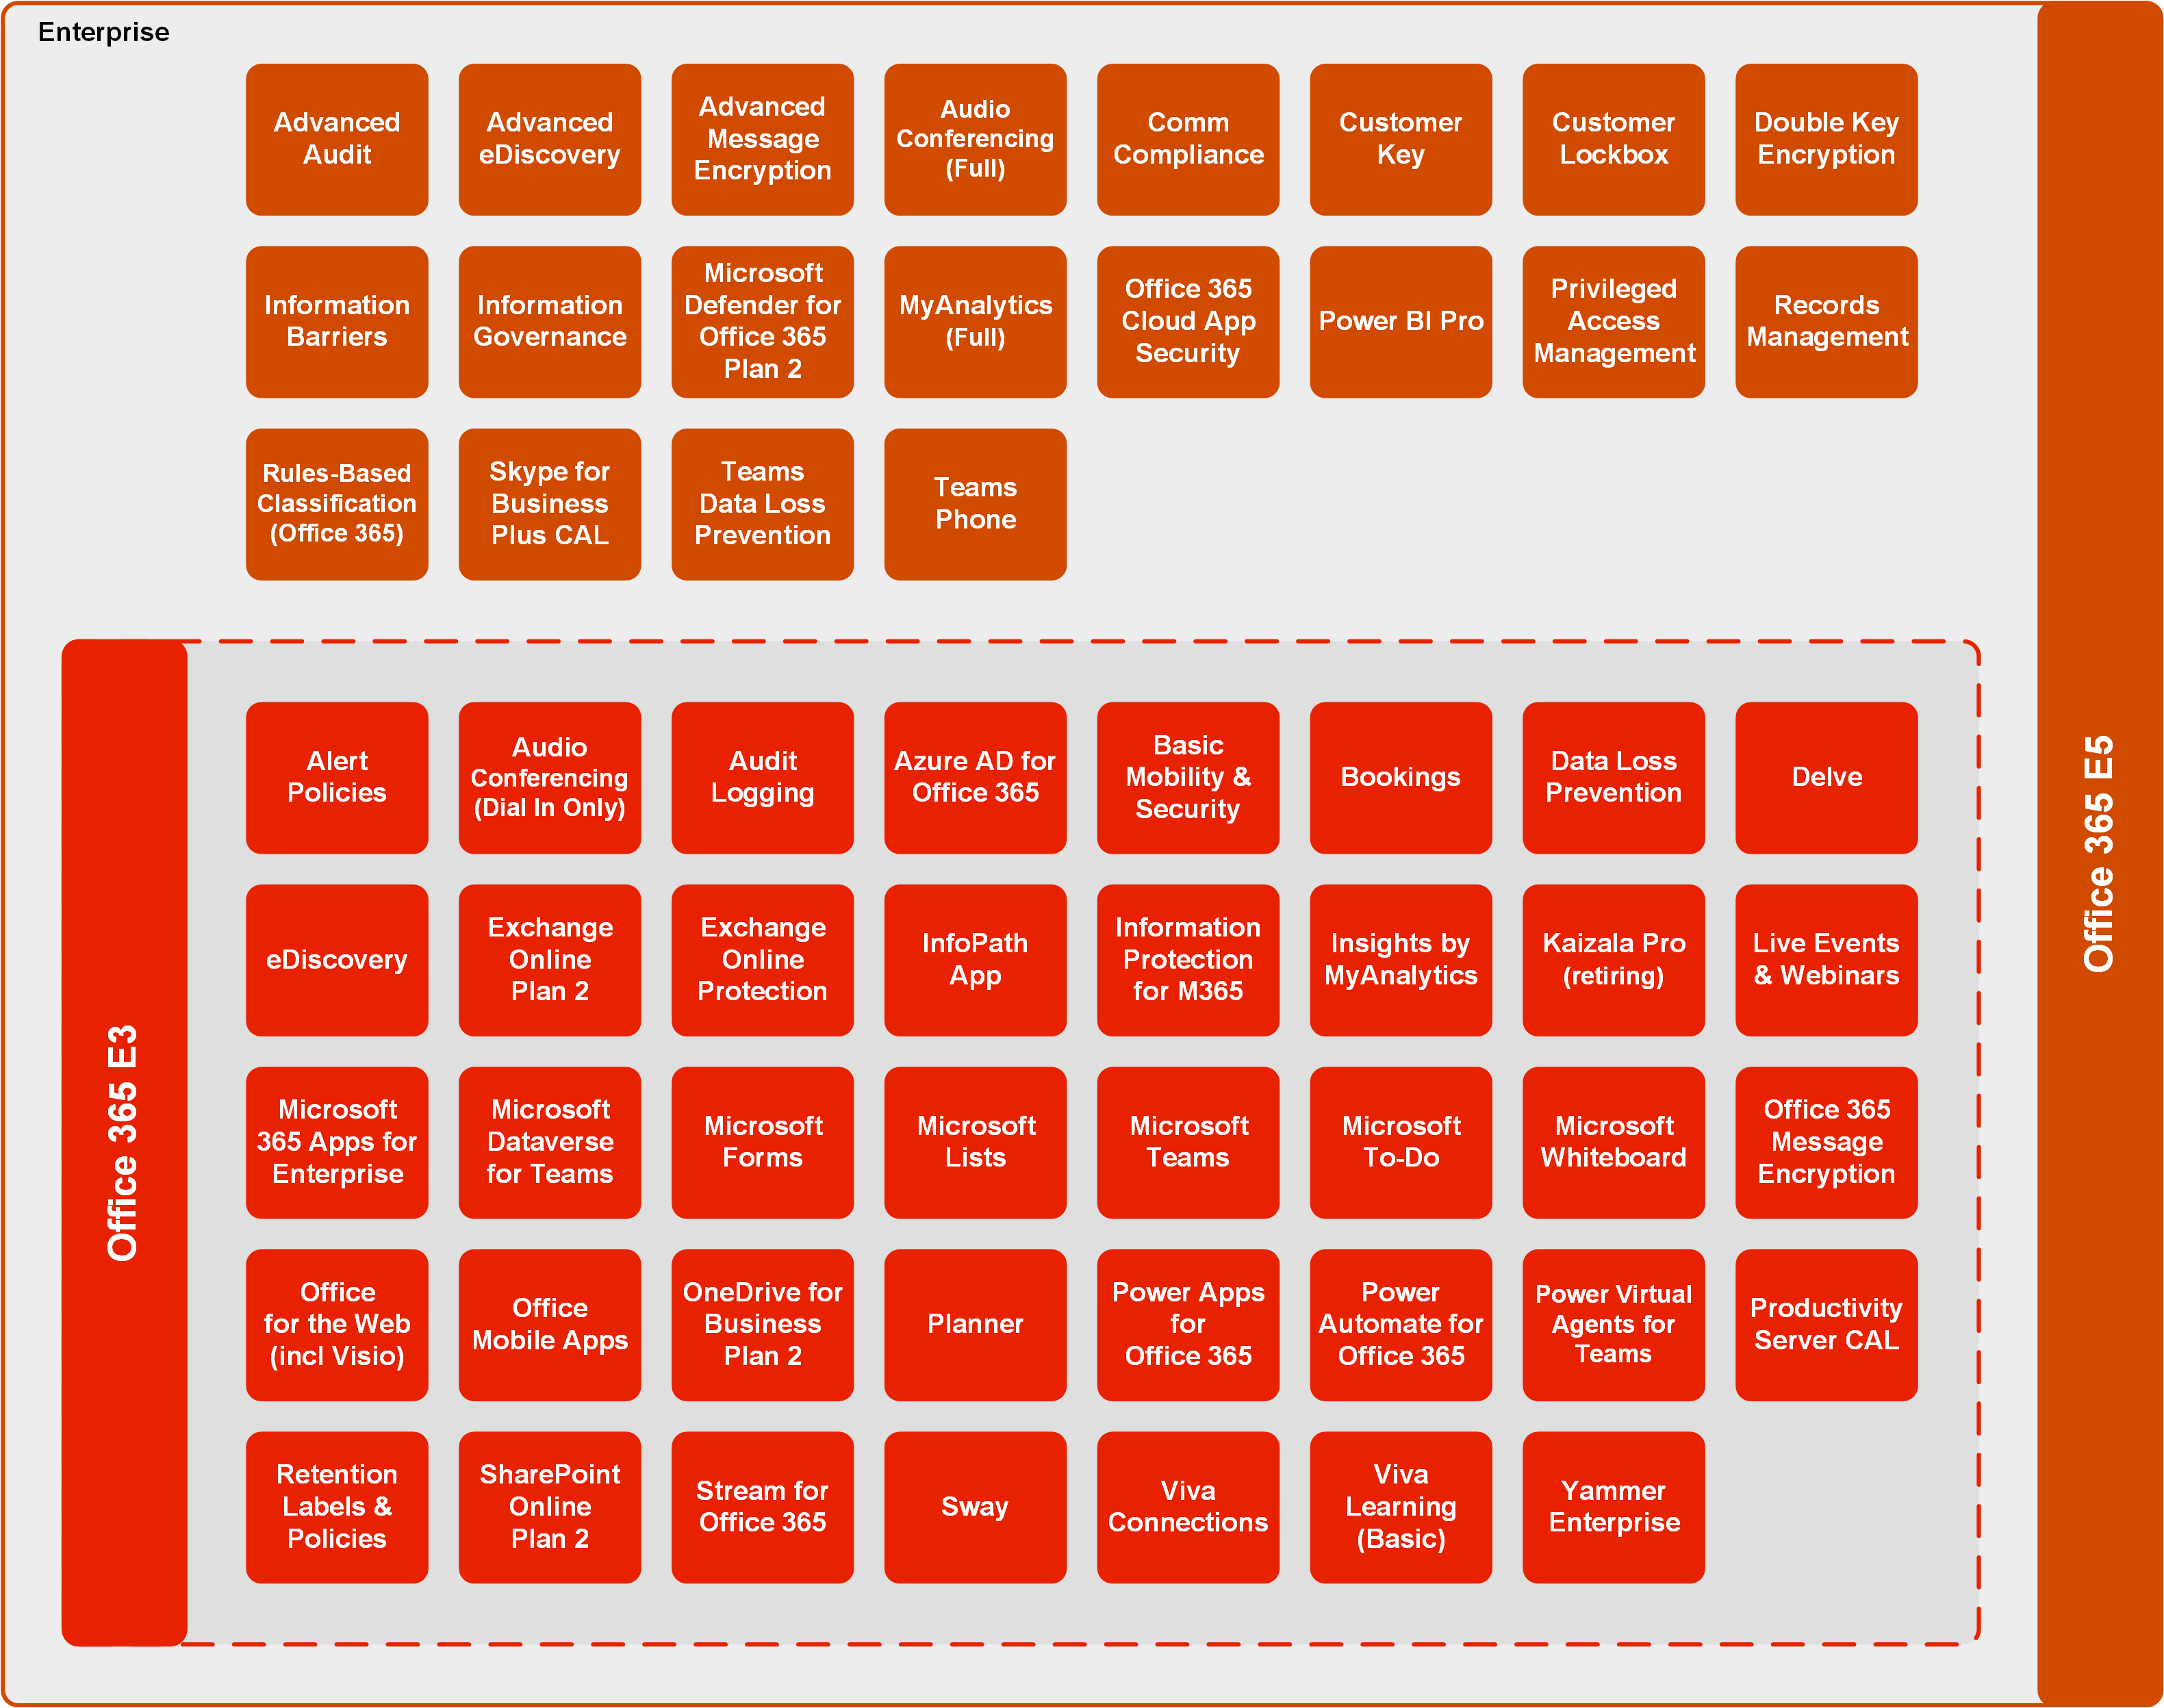 Enterprise
Advanced
Audit
Advanced
eDiscovery
Advanced
Message
Encryption
Audio
Conferencing
(Full)
Comm
Compliance
Customer
Key
Customer
Lockbox
Double Key
Encryption
Information
Barriers
Information
Governance
Microsoft
Defender for
Office 365
Plan 2
MyAnalytics
(Full)
Office 365
Cloud App
Security
Power BI Pro
Privileged
Access
Management
Records
Management
Rules-Based
Classification
(Office 365)
Skype for
Business
Plus CAL
Teams
Data Loss
Prevention
Teams
Phone
Office 365 E5
Office 365 E3
Alert
Policies
Audio
Conferencing
(Dial In Only)
Audit
Logging
Azure AD for
Office 365
Basic
Mobility &
Security
Bookings
Data Loss
Prevention
Delve
eDiscovery
Exchange
Online
Plan 2
Exchange
Online
Protection
InfoPath
App
Information
Protection
for M365
Insights by
MyAnalytics
Kaizala Pro
(retiring)
Live Events
& Webinars
Microsoft
365 Apps for
Enterprise
Microsoft
Dataverse
for Teams
Microsoft
Forms
Microsoft
Lists
Microsoft
Teams
Microsoft
To-Do
Microsoft
Whiteboard
Office 365
Message
Encryption
Office
for the Web
(incl Visio)
Office
Mobile Apps
OneDrive for
Business
Plan 2
Planner
Power Apps
for
Office 365
Power
Automate for
Office 365
Power Virtual
Agents for
Teams
Productivity
Server CAL
Retention
Labels &
Policies
SharePoint
Online
Plan 2
Stream for
Office 365
Sway
Viva
Connections
Viva
Learning
(Basic)
Yammer
Enterprise